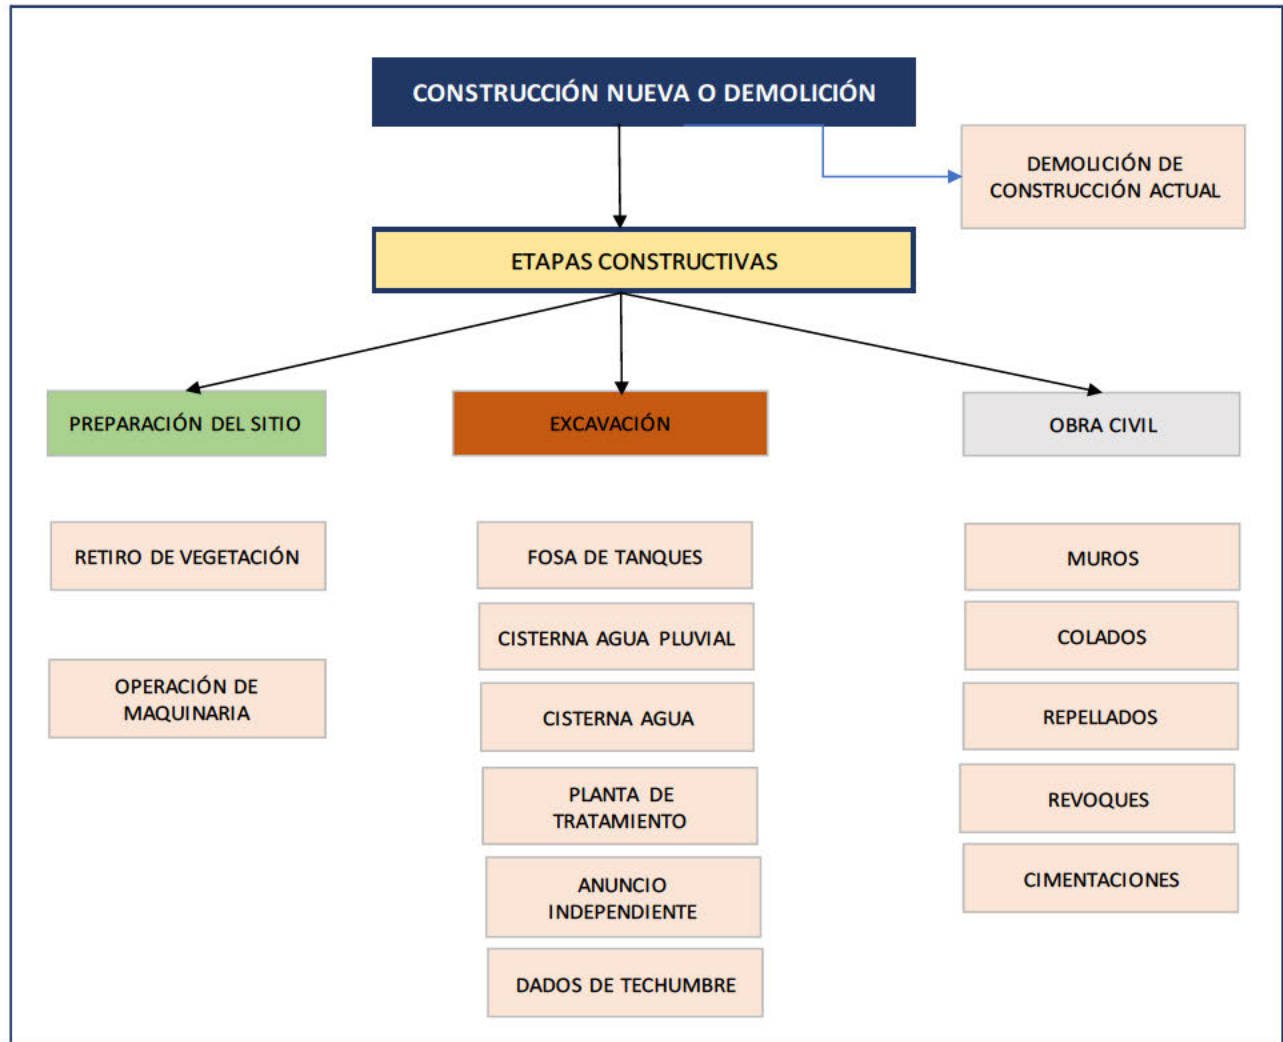 CONSTRUCCIÓN NUEVA O DEMOLICIÓN
DEMOLICIÓN DE
CONSTRUCCIÓN ACTUAL
ETAPAS CONSTRUCTIVAS
PREPARACIÓN DEL SITIO
RETIRO DE VEGETACIÓN
OPERACIÓN DE
MAQUINARIA
EXCAVACIÓN
FOSA DE TANQUES
CISTERNA AGUA PLUVIAL
CISTERNA AGUA
PLANTA DE
TRATAMIENTO
ANUNCIO
INDEPENDIENTE
DADOS DE TECHUMBRE
OBRA CIVIL
MUROS
COLADOS
REPELLADOS
REVOQUES
CIMENTACIONES